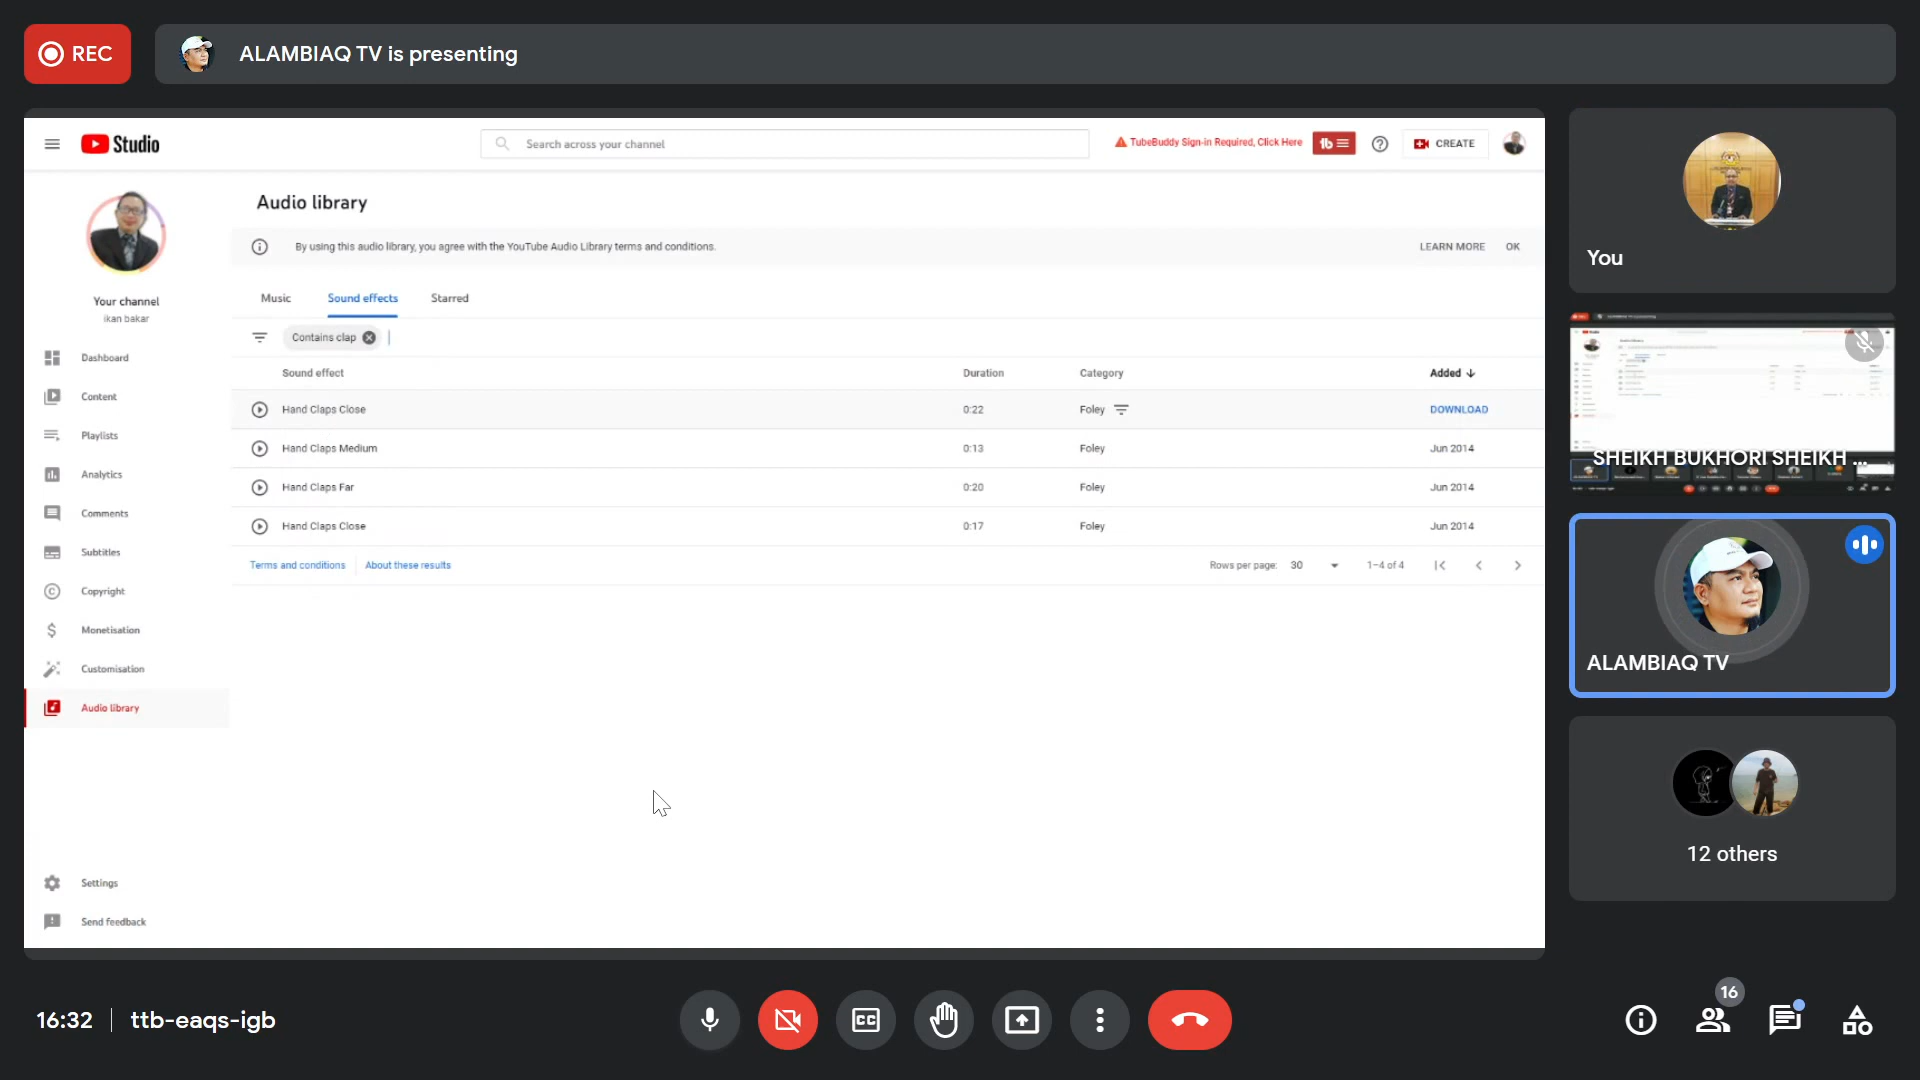 REC
ALAMBIAQ TV is presenting
Studio
Search across your channel
TubeBuddy Sign-in Required, Click Here
tb
CREATE
Your channel
ikan bakar
Dashboard
Content
Playlists
Analytics
Comments
Subtitles
Copyright
Monetisation
Customisation
Audio library
Settings
Send feedback
Audio library
By using this audio library, you agree with the YouTube Audio Library terms and conditions.
LEARN MORE OK
Music Sound effects Starred
Contains clap
Sound effect Duration Category Added
Hand Claps Close 0:22 Foley DOWNLOAD
Hand Claps Medium 0:13 Foley Jun 2014
Hand Claps Far 0:20 Foley Jun 2014
Hand Claps Close 0:17 Foley Jun 2014
Terms and conditions About these results Rows per page: 30 1–4 of 4
You
SHEIKH BUKHORI SHEIKH ...
ALAMBIAQ TV
12 others
16:32 ttb-eaqs-igb
CC
16